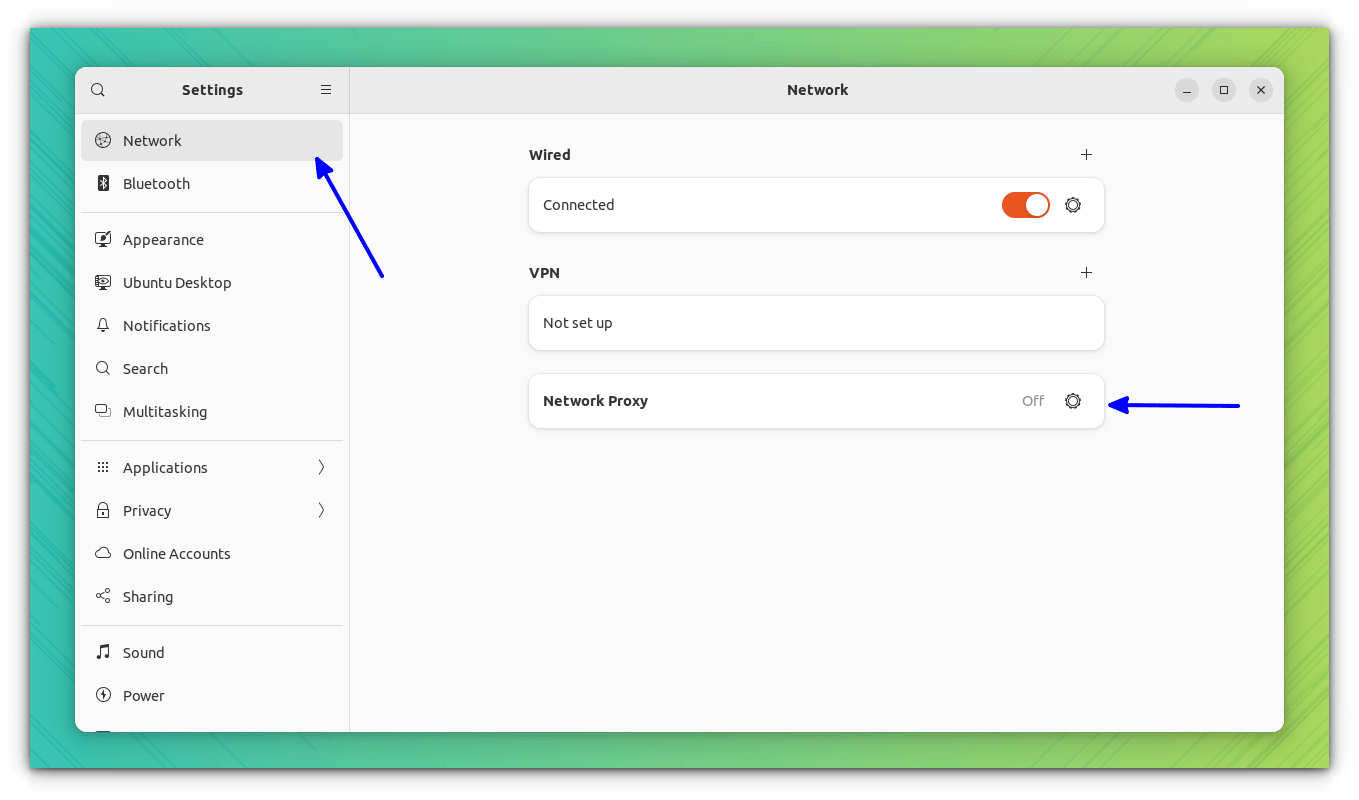 Settings
Network
Network
Bluetooth
Appearance
Ubuntu Desktop
Notifications
Search
Multitasking
Applications
Privacy
Online Accounts
Sharing
Sound
Power
Wired
Connected
VPN
Not set up
Network Proxy Off